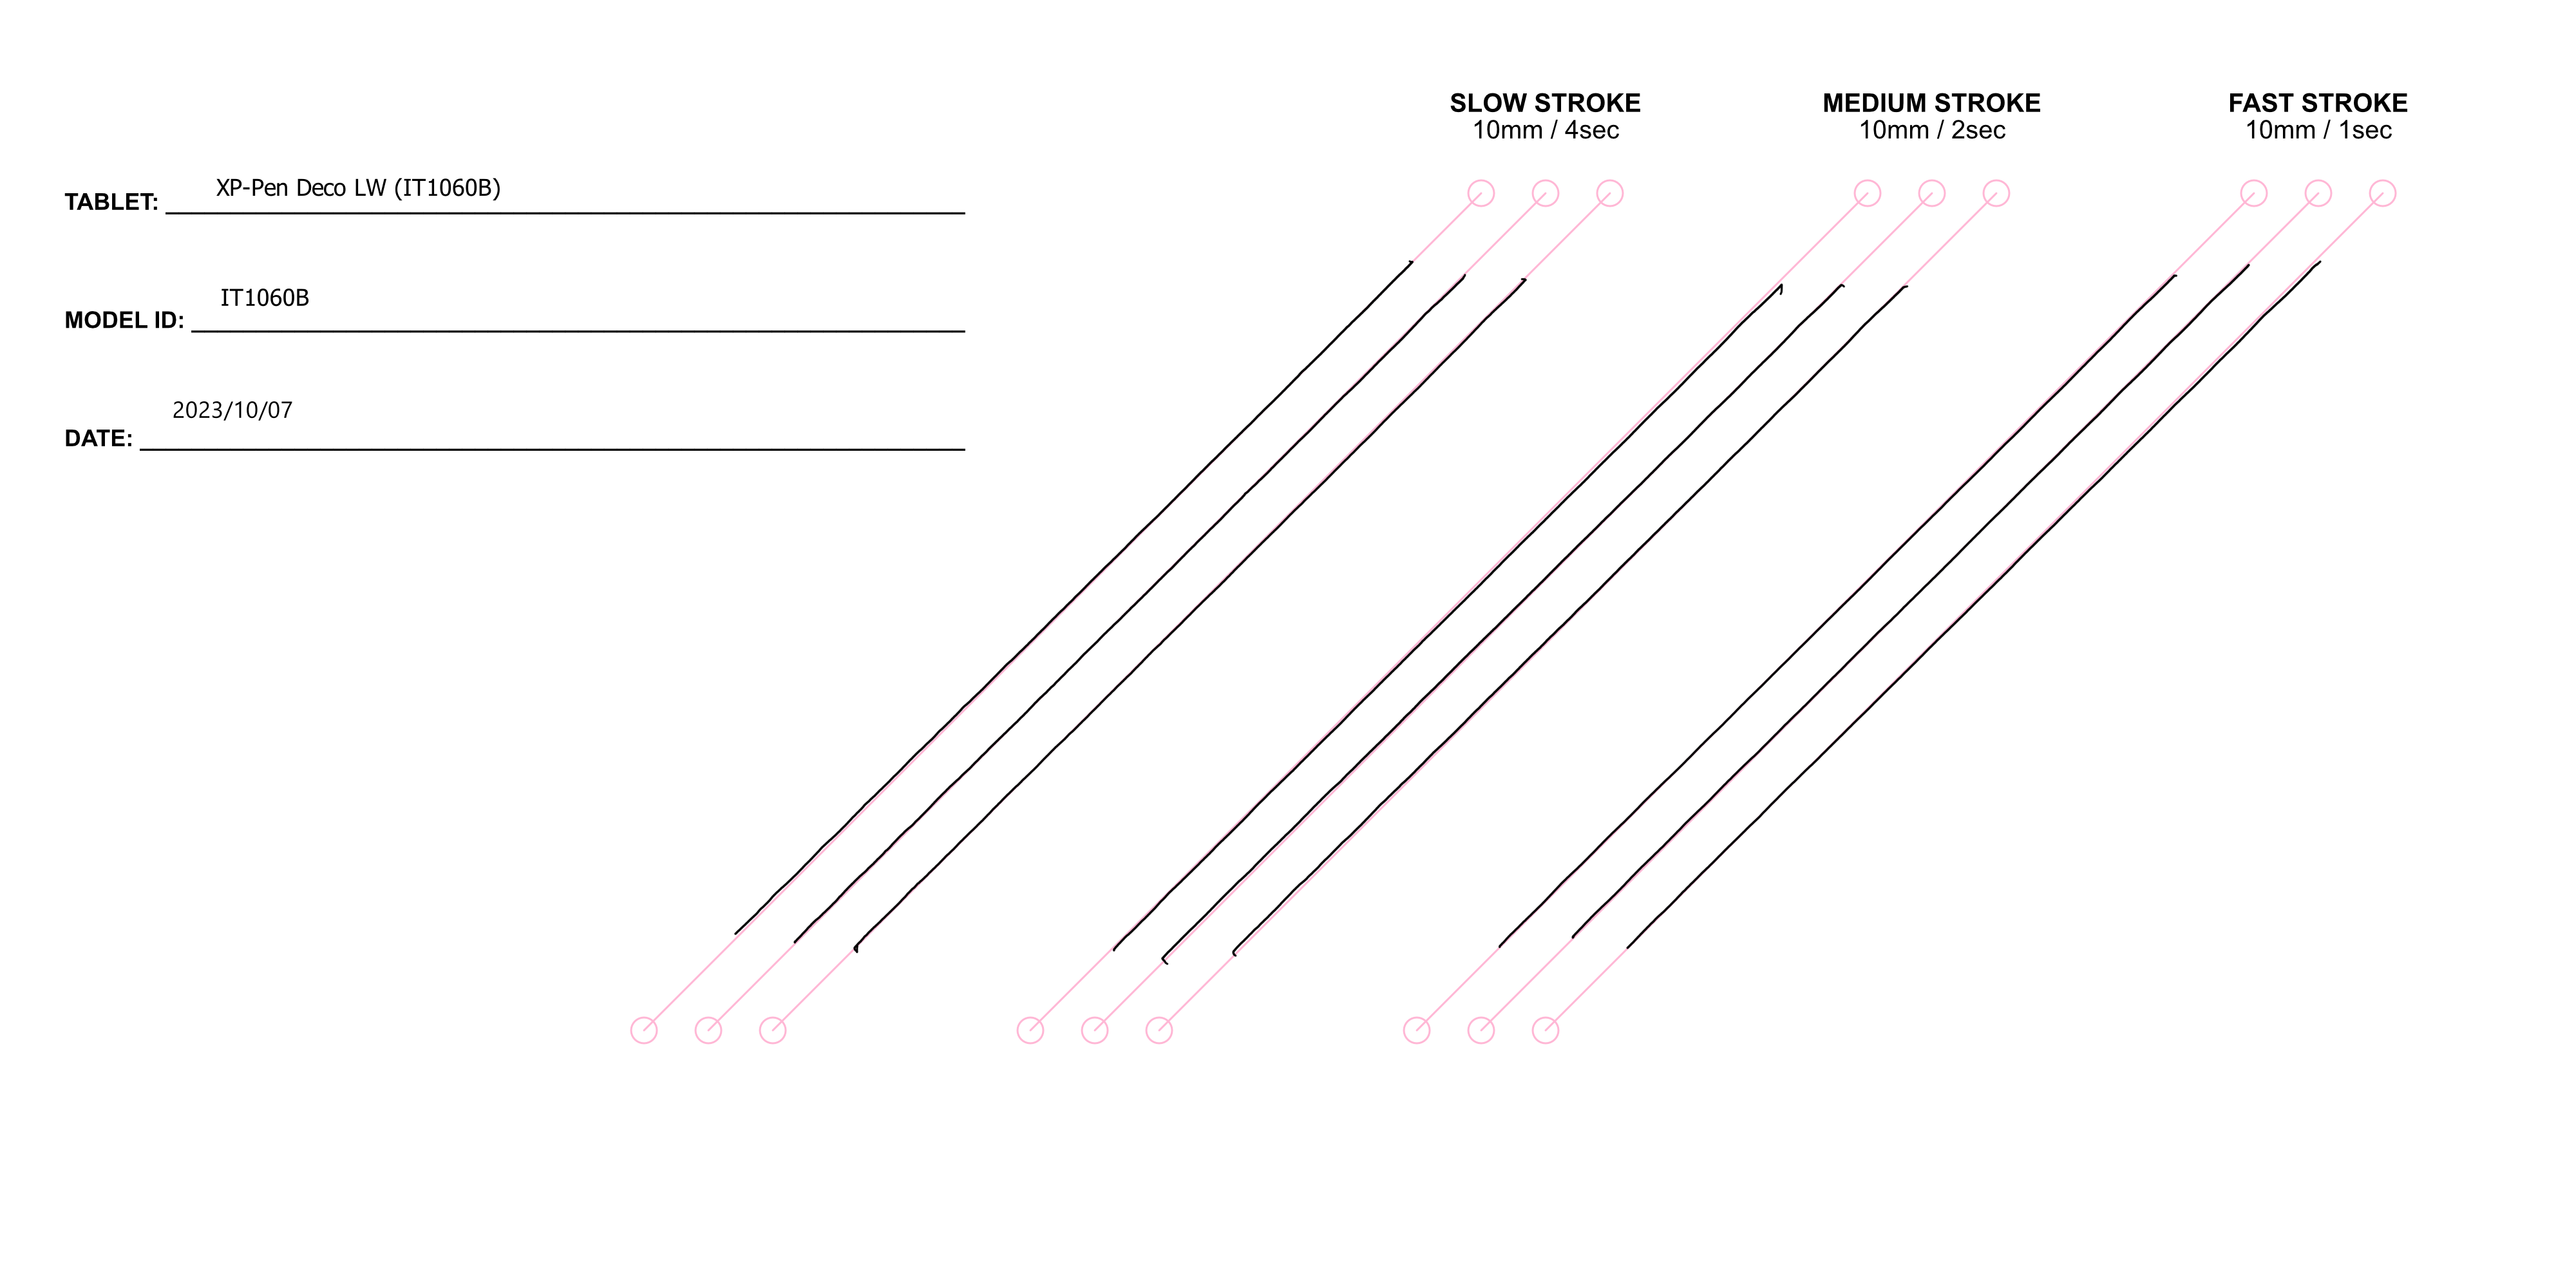 SLOW STROKE
10mm / 4sec
MEDIUM STROKE
10mm / 2sec
FAST STROKE
10mm / 1sec
TABLET: XP-Pen Deco LW (IT1060B)
MODEL ID: IT1060B
DATE: 2023/10/07